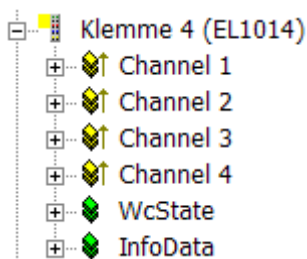 Klemme 4 (EL1014)
Channel 1
Channel 2
Channel 3
Channel 4
WcState
InfoData